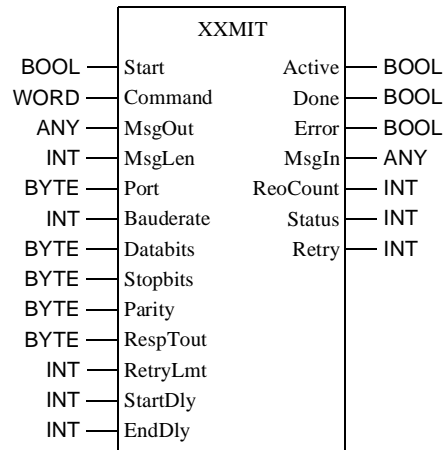 XXMIT
BOOL Start Active BOOL
WORD Command Done BOOL
ANY MsgOut Error BOOL
INT MsgLen MsgIn ANY
BYTE Port ReoCount INT
INT Bauderate Status INT
BYTE Databits Retry INT
BYTE Stopbits
BYTE Parity
BYTE RespTout
INT RetryLmt
INT StartDly
INT EndDly